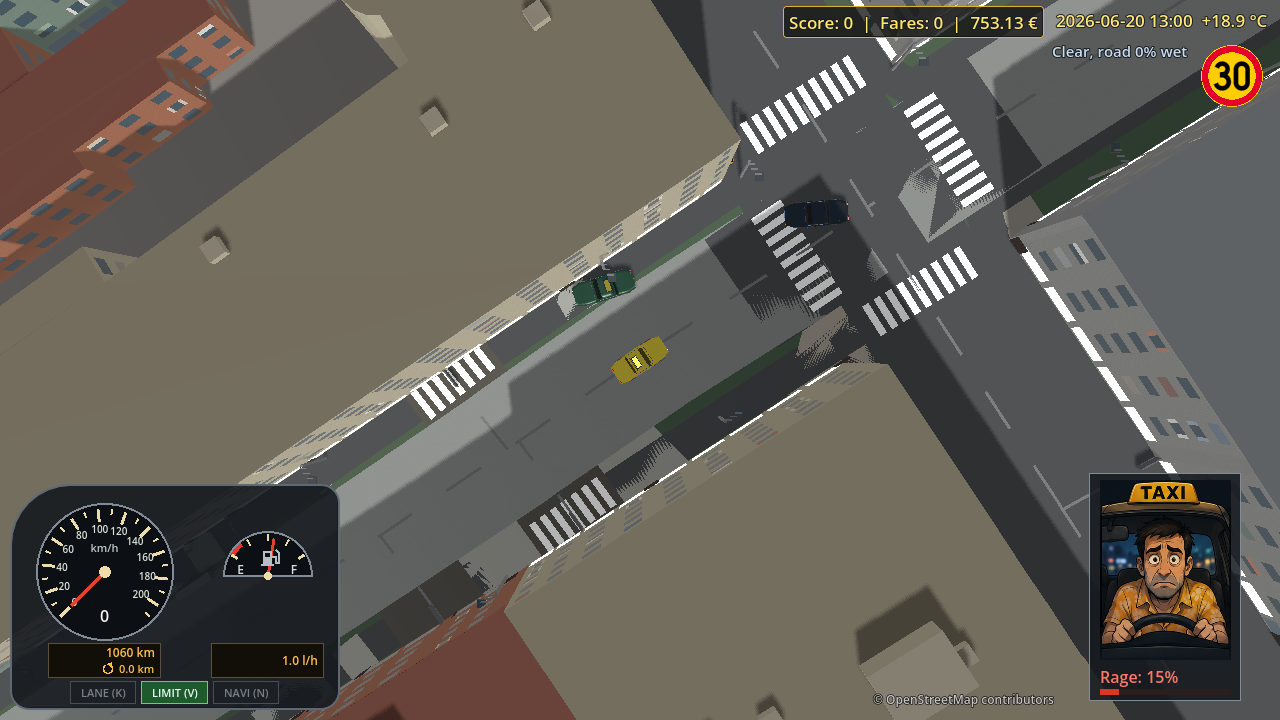 Score: 0 | Fares: 0 | 753.13 €
2026-06-20 13:00 +18.9 °C
Clear, road 0% wet
30
0 20 40 60 80 100 120 140 160 180 200
km/h
0
E F
1060 km
0.0 km
1.0 l/h
LANE (K) LIMIT (V) NAVI (N)
TAXI
Rage: 15%
© OpenStreetMap contributors